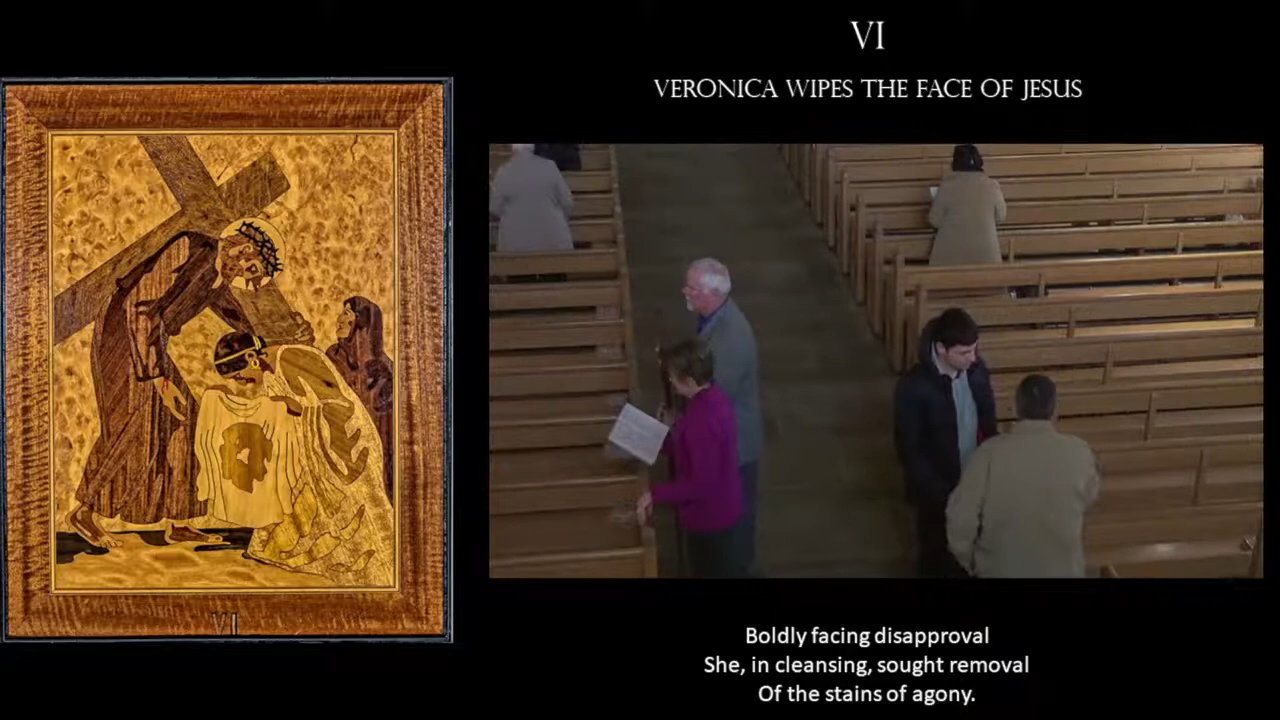 VI
VERONICA WIPES THE FACE OF JESUS
VI
Boldly facing disapproval
She, in cleansing, sought removal
Of the stains of agony.